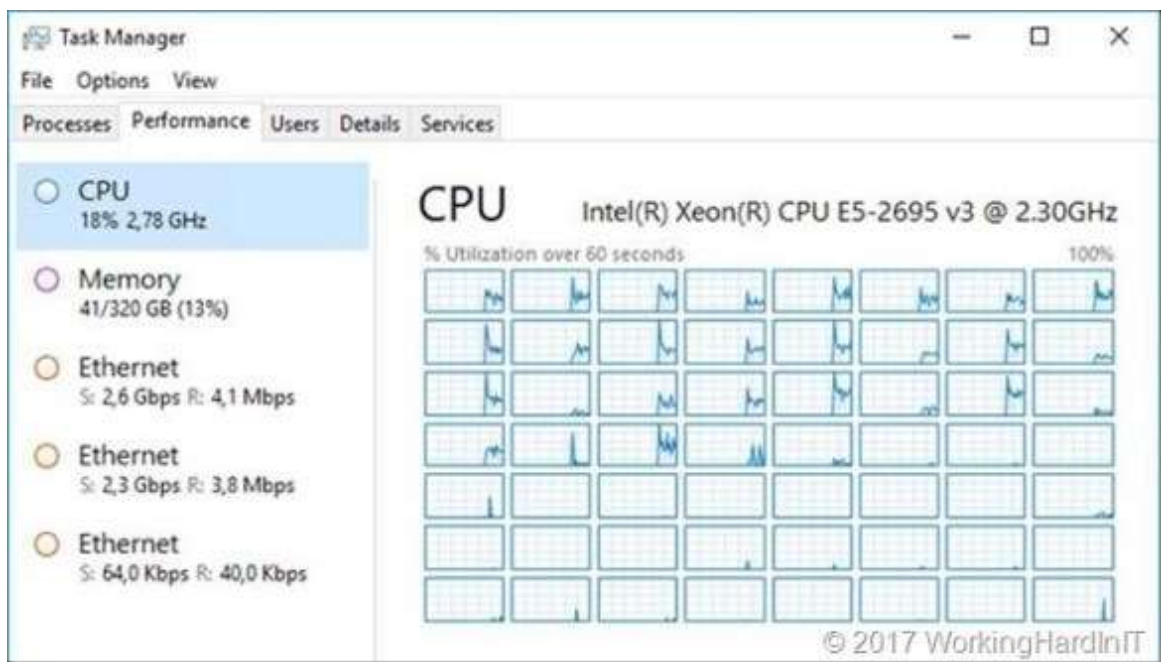 Task Manager
File Options View
Processes Performance Users Details Services
CPU
18% 2,78 GHz
Memory
41/320 GB (13%)
Ethernet
S: 2,6 Gbps R: 4,1 Mbps
Ethernet
S: 2,3 Gbps R: 3,8 Mbps
Ethernet
S: 64,0 Kbps R: 40,0 Kbps
CPU Intel(R) Xeon(R) CPU E5-2695 v3 @ 2.30GHz
% Utilization over 60 seconds 100%
© 2017 WorkingHardInIT